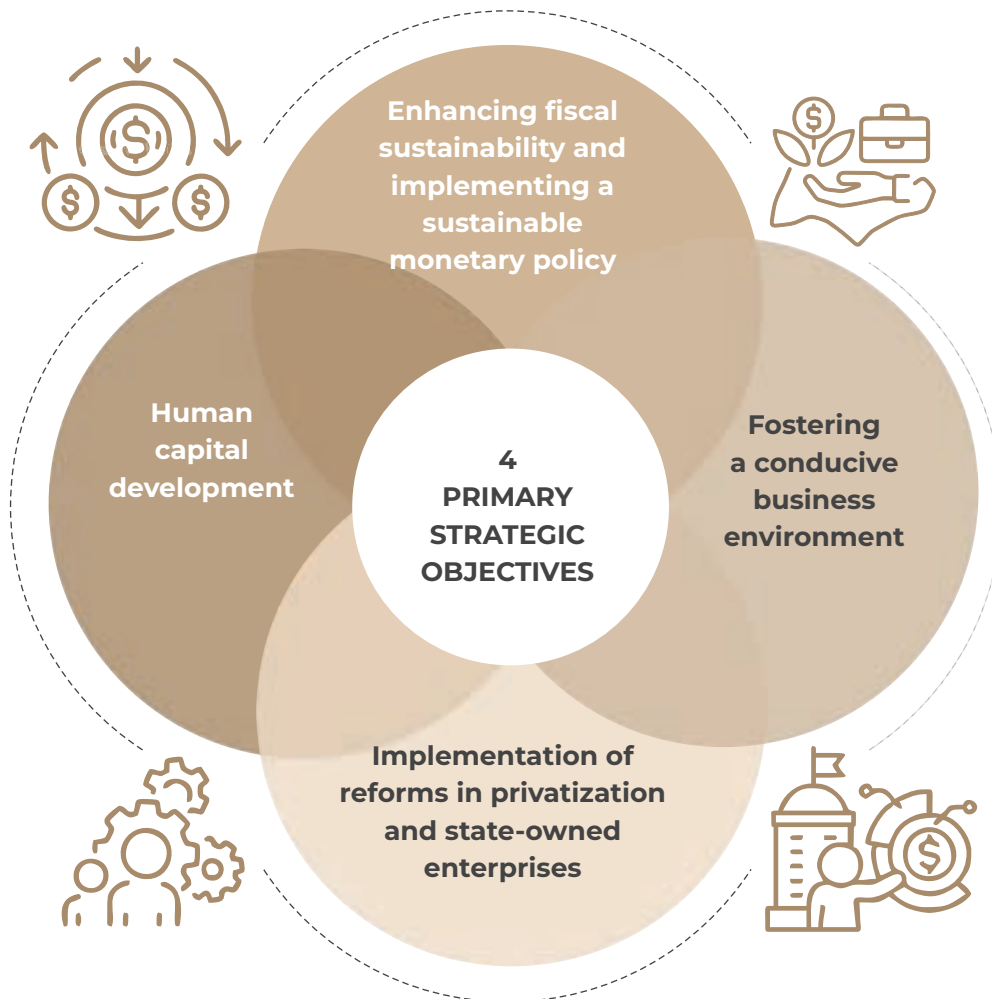 Enhancing fiscal
sustainability and
implementing a
sustainable
monetary policy
Human
capital
development
4
PRIMARY
STRATEGIC
OBJECTIVES
Fostering
a conducive
business
environment
Implementation of
reforms in privatization
and state-owned
enterprises